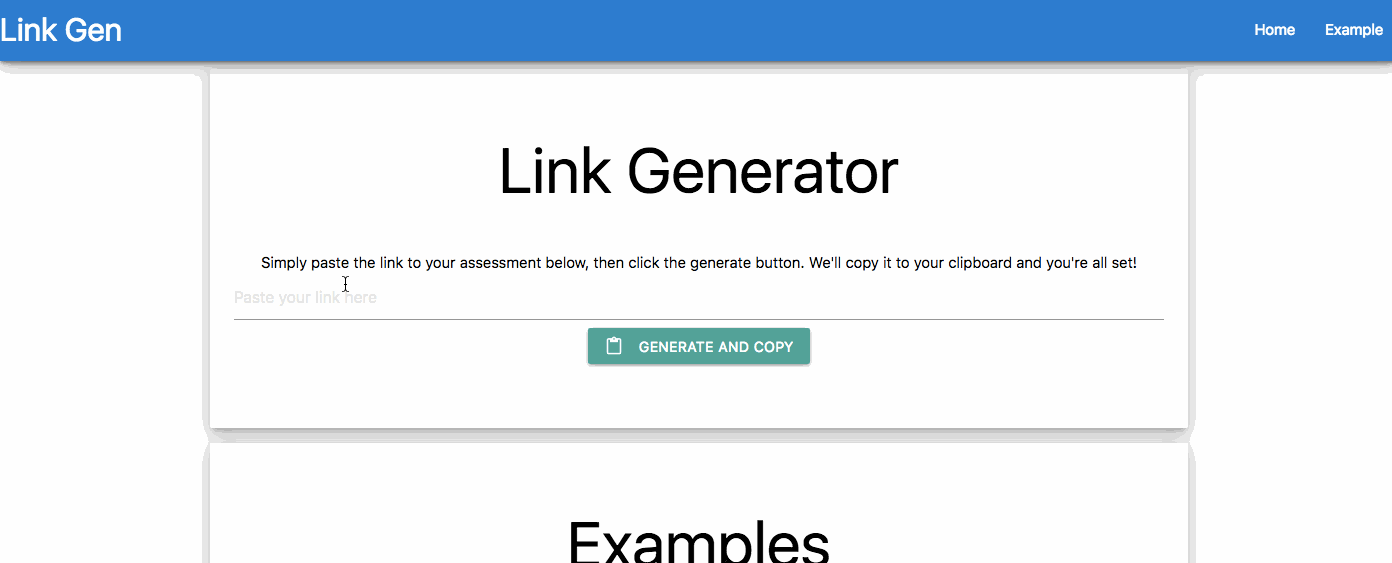 Link Gen
Home
Example
Link Generator
Simply paste the link to your assessment below, then click the generate button. We'll copy it to your clipboard and you're all set!
Paste your link here
GENERATE AND COPY
Examples